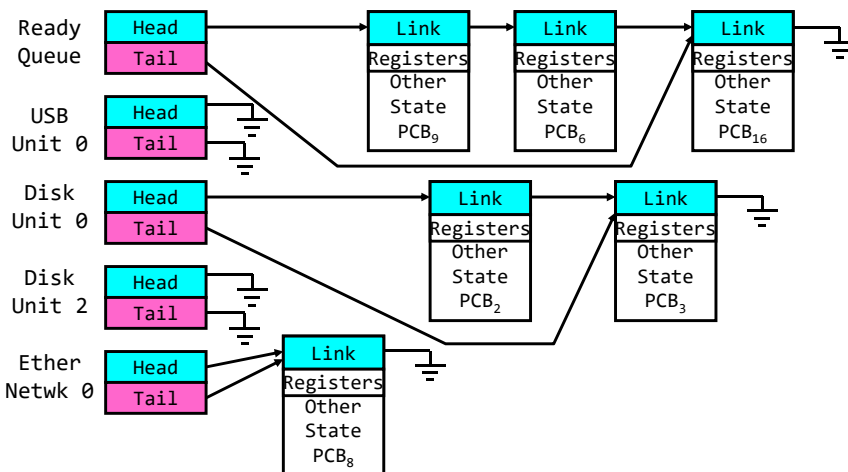 Ready
Queue
Head
Tail
Link
Registers
Other
State
PCB₉
Link
Registers
Other
State
PCB₆
Link
Registers
Other
State
PCB₁₆
USB
Unit 0
Head
Tail
Disk
Unit 0
Head
Tail
Link
Registers
Other
State
PCB₂
Link
Registers
Other
State
PCB₃
Disk
Unit 2
Head
Tail
Ether
Netwk 0
Head
Tail
Link
Registers
Other
State
PCB₈